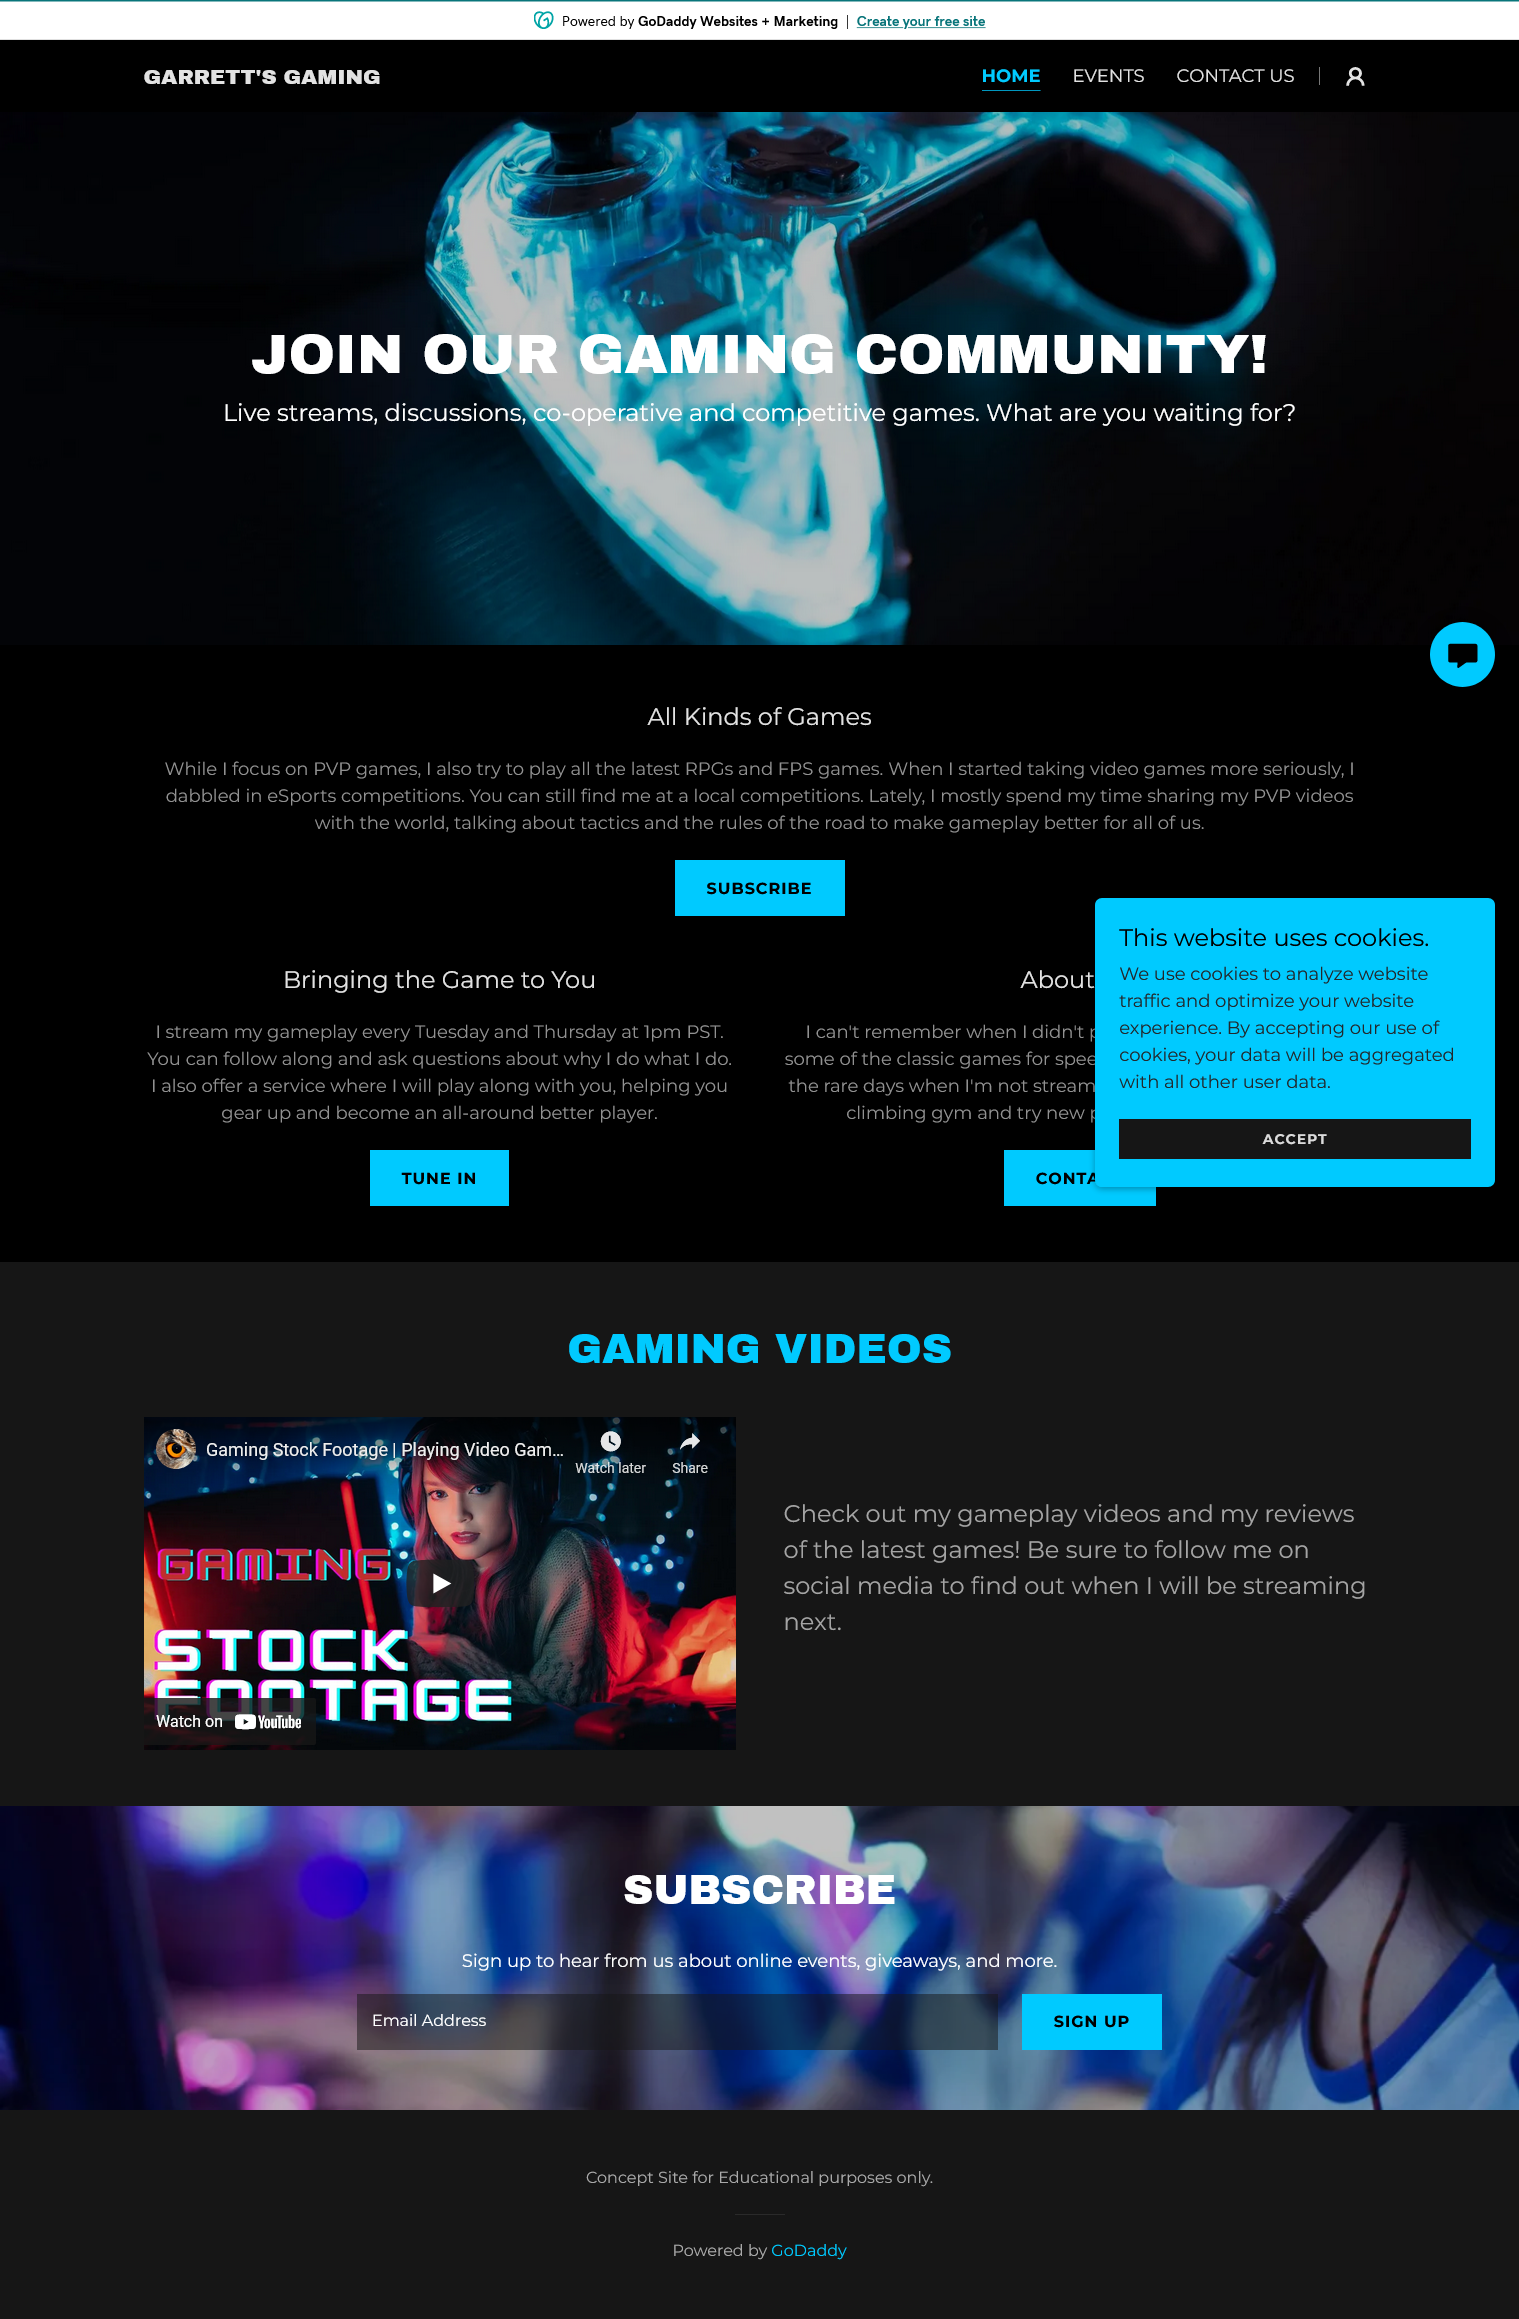 Powered by GoDaddy Websites + Marketing | Create your free site
GARRETT'S GAMING
HOME EVENTS CONTACT US
JOIN OUR GAMING COMMUNITY!
Live streams, discussions, co-operative and competitive games. What are you waiting for?
All Kinds of Games
While I focus on PVP games, I also try to play all the latest RPGs and FPS games. When I started taking video games more seriously, I
dabbled in eSports competitions. You can still find me at a local competitions. Lately, I mostly spend my time sharing my PVP videos
with the world, talking about tactics and the rules of the road to make gameplay better for all of us.
SUBSCRIBE
Bringing the Game to You
I stream my gameplay every Tuesday and Thursday at 1pm PST.
You can follow along and ask questions about why I do what I do.
I also offer a service where I will play along with you, helping you
gear up and become an all-around better player.
TUNE IN
About
I can't remember when I didn't
some of the classic games for
the rare days when I'm not
climbing gym and try new
This website uses cookies.
We use cookies to analyze website
traffic and optimize your website
experience. By accepting our use of
cookies, your data will be aggregated
with all other user data.
ACCEPT
GAMING VIDEOS
Gaming Stock Footage | Playing Video Gam...
Watch later
Share
GAMING
STOCK
FOOTAGE
Watch on YouTube
Check out my gameplay videos and my reviews
of the latest games! Be sure to follow me on
social media to find out when I will be streaming
next.
SUBSCRIBE
Sign up to hear from us about online events, giveaways, and more.
Email Address
SIGN UP
Concept Site for Educational purposes only.
Powered by GoDaddy